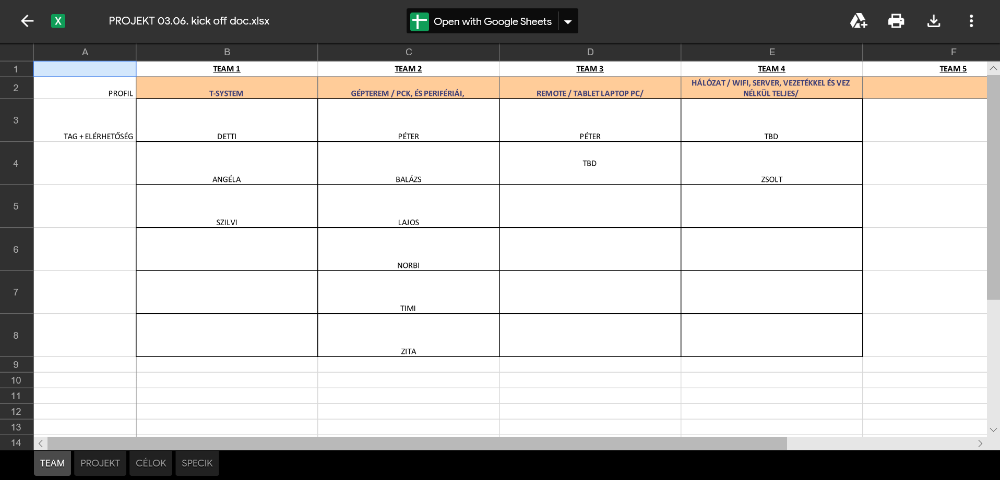 X PROJEKT 03.06. kick off doc.xlsx Open with Google Sheets
A B C D E F
1 TEAM 1 TEAM 2 TEAM 3 TEAM 4 TEAM 5
HÁLÓZAT / WIFI, SERVER, VEZETÉKKEL ÉS VEZ
2 PROFIL T-SYSTEM GÉPTEREM / PCK, ÉS PERIFÉRIÁI, REMOTE / TABLET LAPTOP PC/ NÉLKÜL TELJES/
3
TAG + ELÉRHETŐSÉG DETTI PÉTER PÉTER TBD
4 TBD
ANGÉLA BALÁZS ZSOLT
5
SZILVI LAJOS
6
NORBI
7
TIMI
8
ZITA
9
10
11
12
13
14
TEAM PROJEKT CÉLOK SPECIK